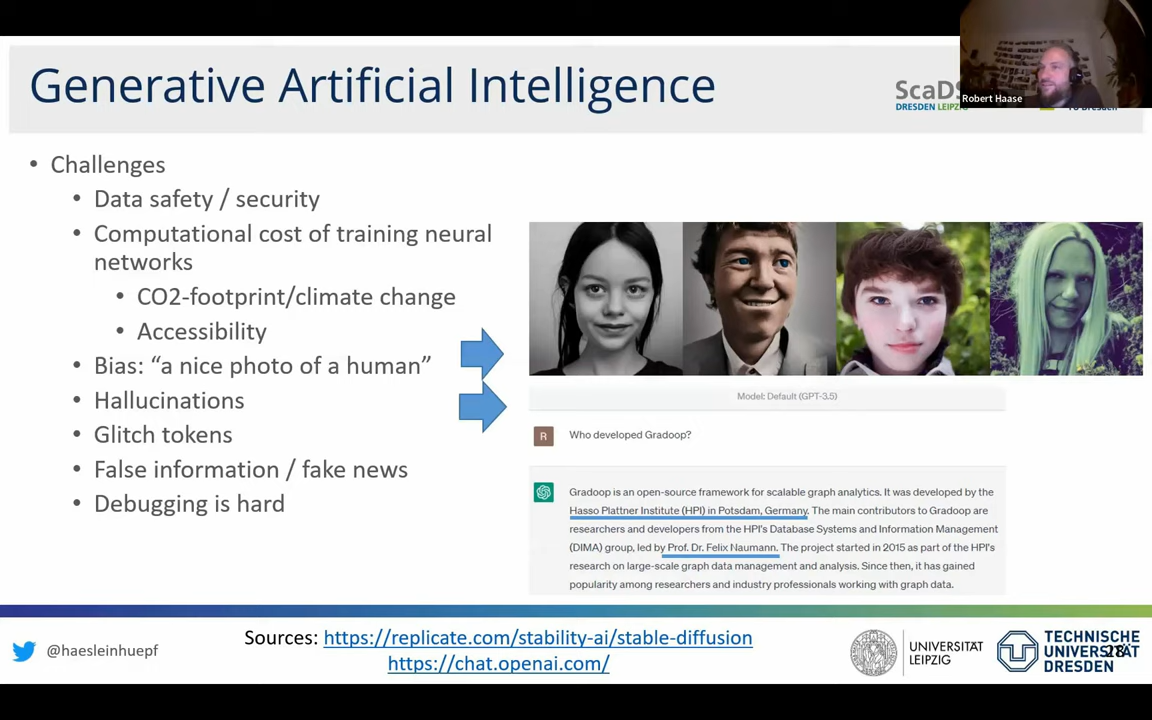 Generative Artificial Intelligence
ScaDS
DRESDEN LEIPZIG
Robert Haase
• Challenges
• Data safety / security
• Computational cost of training neural
networks
• CO2-footprint/climate change
• Accessibility
• Bias: “a nice photo of a human”
• Hallucinations
• Glitch tokens
• False information / fake news
• Debugging is hard
Model: Default (GPT-3.5)
R
Who developed Gradoop?
Gradoop is an open-source framework for scalable graph analytics. It was developed by the
Hasso Plattner Institute (HPI) in Potsdam, Germany. The main contributors to Gradoop are
researchers and developers from the HPI's Database Systems and Information Management
(DIMA) group, led by Prof. Dr. Felix Naumann. The project started in 2015 as part of the HPI's
research on large-scale graph data management and analysis. Since then, it has gained
popularity among researchers and industry professionals working with graph data.
@haesleinhuepf
Sources: https://replicate.com/stability-ai/stable-diffusion
https://chat.openai.com/
UNIVERSITÄT
LEIPZIG
TECHNISCHE
UNIVERSITÄT
DRESDEN
28